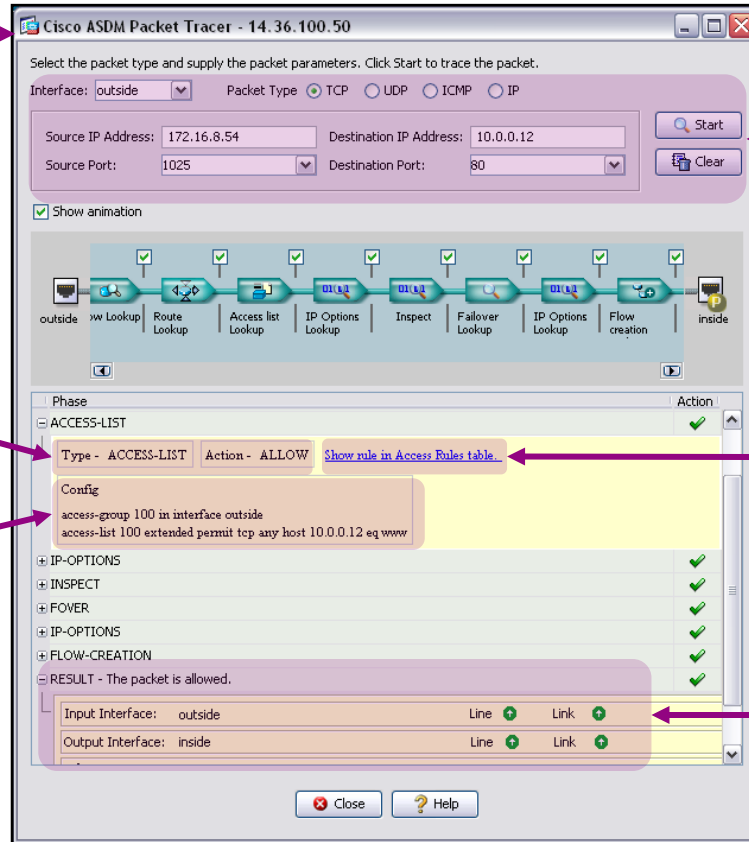 Cisco ASDM Packet Tracer - 14.36.100.50
Select the packet type and supply the packet parameters. Click Start to trace the packet.
Interface: outside Packet Type TCP UDP ICMP IP
Source IP Address: 172.16.8.54 Destination IP Address: 10.0.0.12
Start
Source Port: 1025 Destination Port: 80
Clear
Show animation
outside
ow Lookup
Route Lookup
Access list Lookup
IP Options Lookup
Inspect
Failover Lookup
IP Options Lookup
Flow creation
inside
Phase Action
ACCESS-LIST
Type - ACCESS-LIST Action - ALLOW Show rule in Access Rules table.
Config
access-group 100 in interface outside
access-list 100 extended permit tcp any host 10.0.0.12 eq www
IP-OPTIONS
INSPECT
FOVER
IP-OPTIONS
FLOW-CREATION
RESULT - The packet is allowed.
Input Interface: outside Line Link
Output Interface: inside Line Link
Close Help